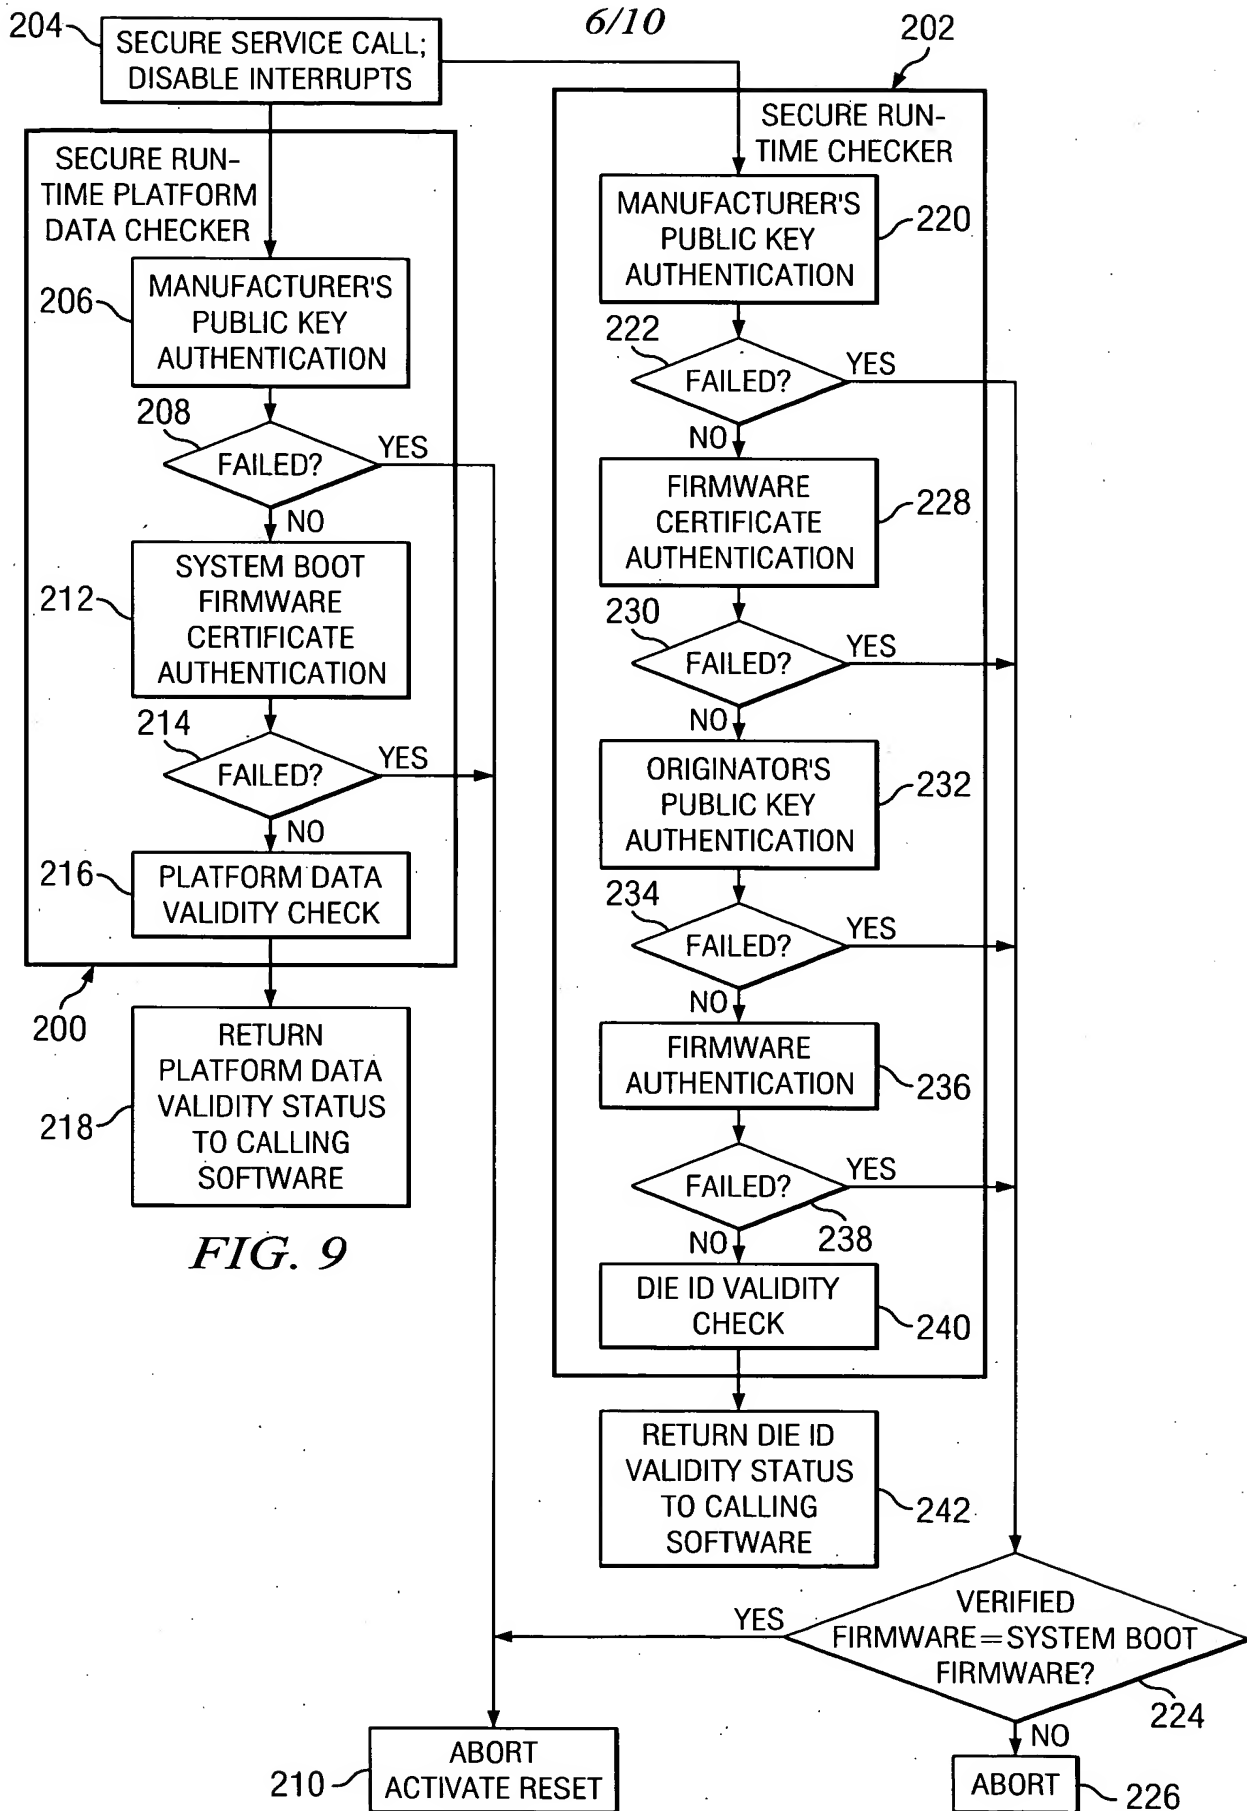 6/10
204
SECURE SERVICE CALL;
DISABLE INTERRUPTS
202
SECURE RUN-
TIME PLATFORM
DATA CHECKER
206
MANUFACTURER'S
PUBLIC KEY
AUTHENTICATION
208
FAILED?
YES
NO
212
SYSTEM BOOT
FIRMWARE
CERTIFICATE
AUTHENTICATION
214
FAILED?
YES
NO
216
PLATFORM DATA
VALIDITY CHECK
200
218
RETURN
PLATFORM DATA
VALIDITY STATUS
TO CALLING
SOFTWARE
FIG. 9
SECURE RUN-
TIME CHECKER
MANUFACTURER'S
PUBLIC KEY
AUTHENTICATION
220
222
FAILED?
YES
NO
FIRMWARE
CERTIFICATE
AUTHENTICATION
228
230
FAILED?
YES
NO
ORIGINATOR'S
PUBLIC KEY
AUTHENTICATION
232
234
FAILED?
YES
NO
FIRMWARE
AUTHENTICATION
236
FAILED?
YES
238
NO
DIE ID VALIDITY
CHECK
240
RETURN DIE ID
VALIDITY STATUS
TO CALLING
SOFTWARE
242
YES
VERIFIED
FIRMWARE=SYSTEM BOOT
FIRMWARE?
224
NO
210
ABORT
ACTIVATE RESET
ABORT
226